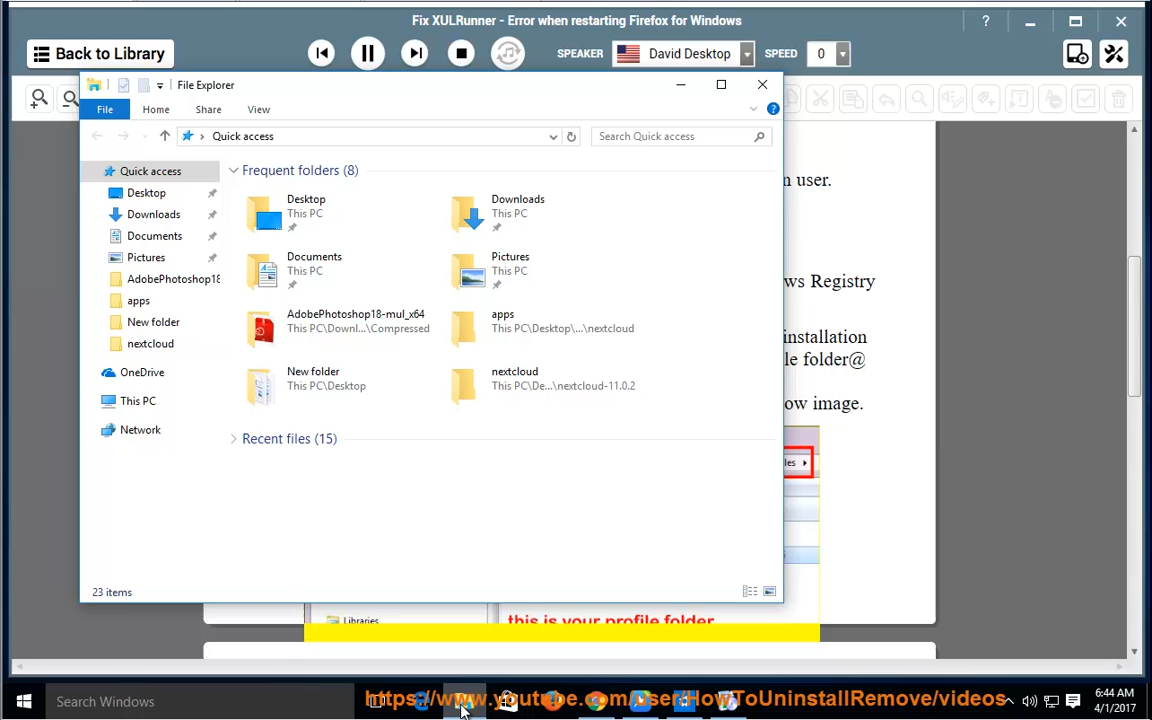 Fix XULRunner - Error when restarting Firefox for Windows
?
Back to Library
SPEAKER
David Desktop
SPEED
0
File Explorer
File
Home
Share
View
Quick access
Search Quick access
Quick access
Desktop
Downloads
Documents
Pictures
AdobePhotoshop18
apps
New folder
nextcloud
OneDrive
This PC
Network
Frequent folders (8)
Desktop
This PC
Downloads
This PC
Documents
This PC
Pictures
This PC
AdobePhotoshop18-mul_x64
This PC\Downl...\Compressed
apps
This PC\Desktop\...\nextcloud
New folder
This PC\Desktop
nextcloud
This PC\De...\nextcloud-11.0.2
Recent files (15)
23 items
n user.
ws Registry
installation
le folder@
ow image.
les
Libraries
this is your profile folder
Search Windows
https://www.youtube.com/user/HowToUninstallRemove/videos
6:44 AM
4/1/2017